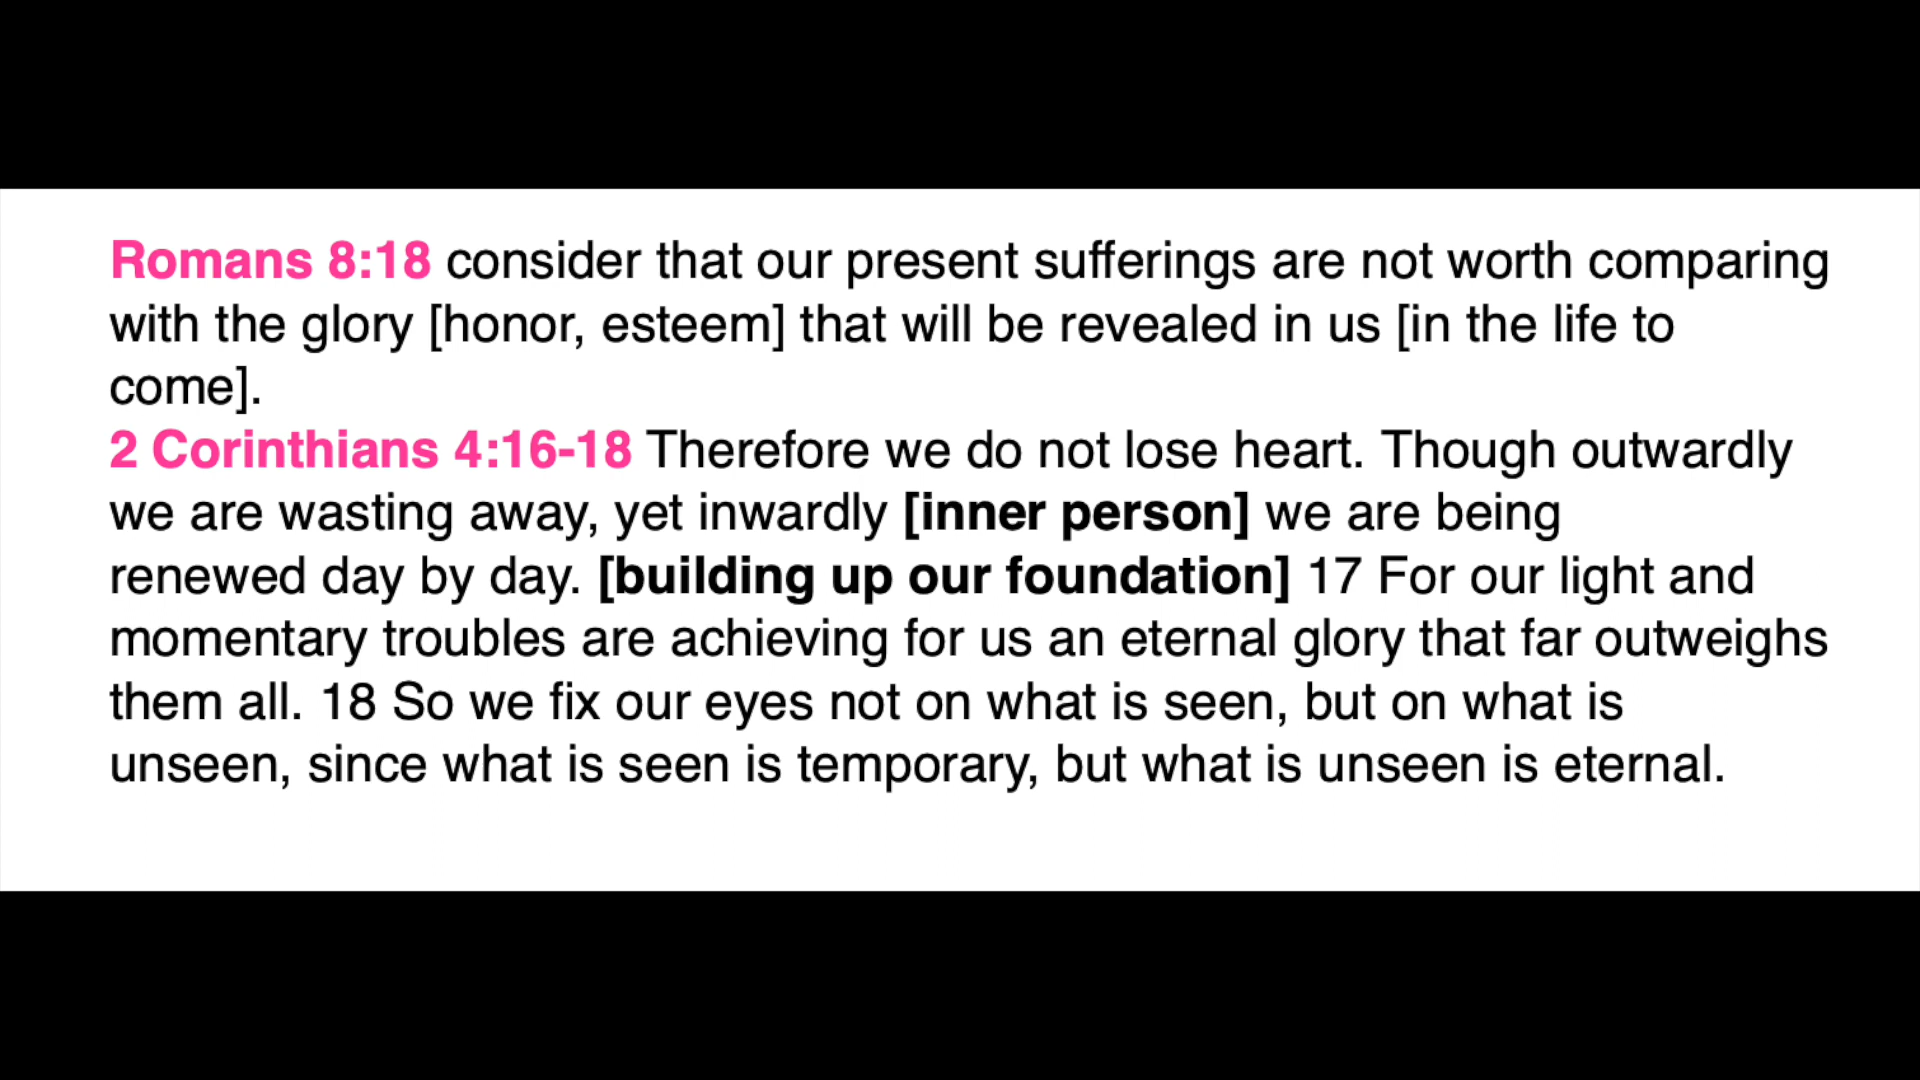 Romans 8:18 consider that our present sufferings are not worth comparing
with the glory [honor, esteem] that will be revealed in us [in the life to
come].
2 Corinthians 4:16-18 Therefore we do not lose heart. Though outwardly
we are wasting away, yet inwardly [inner person] we are being
renewed day by day. [building up our foundation] 17 For our light and
momentary troubles are achieving for us an eternal glory that far outweighs
them all. 18 So we fix our eyes not on what is seen, but on what is
unseen, since what is seen is temporary, but what is unseen is eternal.